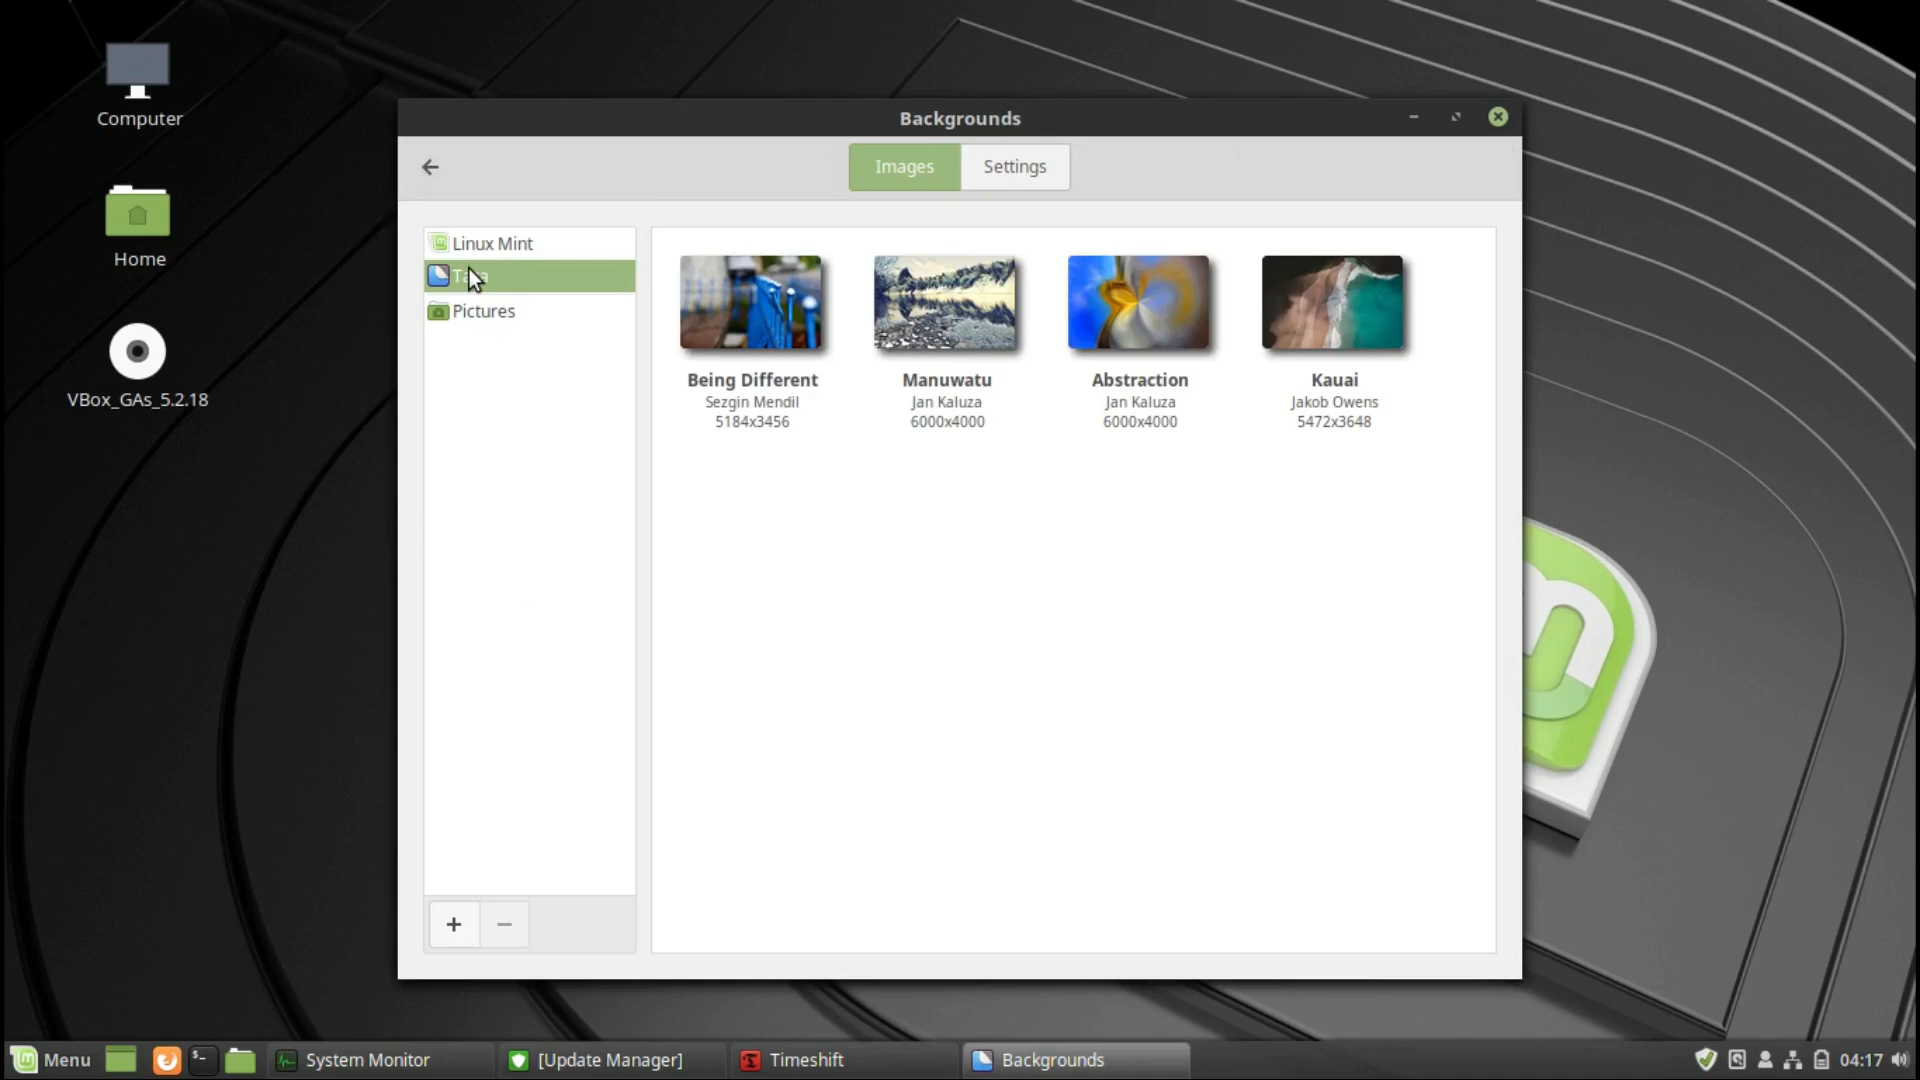 Computer
Home
VBox_GAs_5.2.18
Backgrounds
Images
Settings
Linux Mint
Pictures
Being Different
Sezgin Mendil
5184x3456
Manuwatu
Jan Kaluza
6000x4000
Abstraction
Jan Kaluza
6000x4000
Kauai
Jakob Owens
5472x3648
Menu
System Monitor
[Update Manager]
Timeshift
Backgrounds
04:17